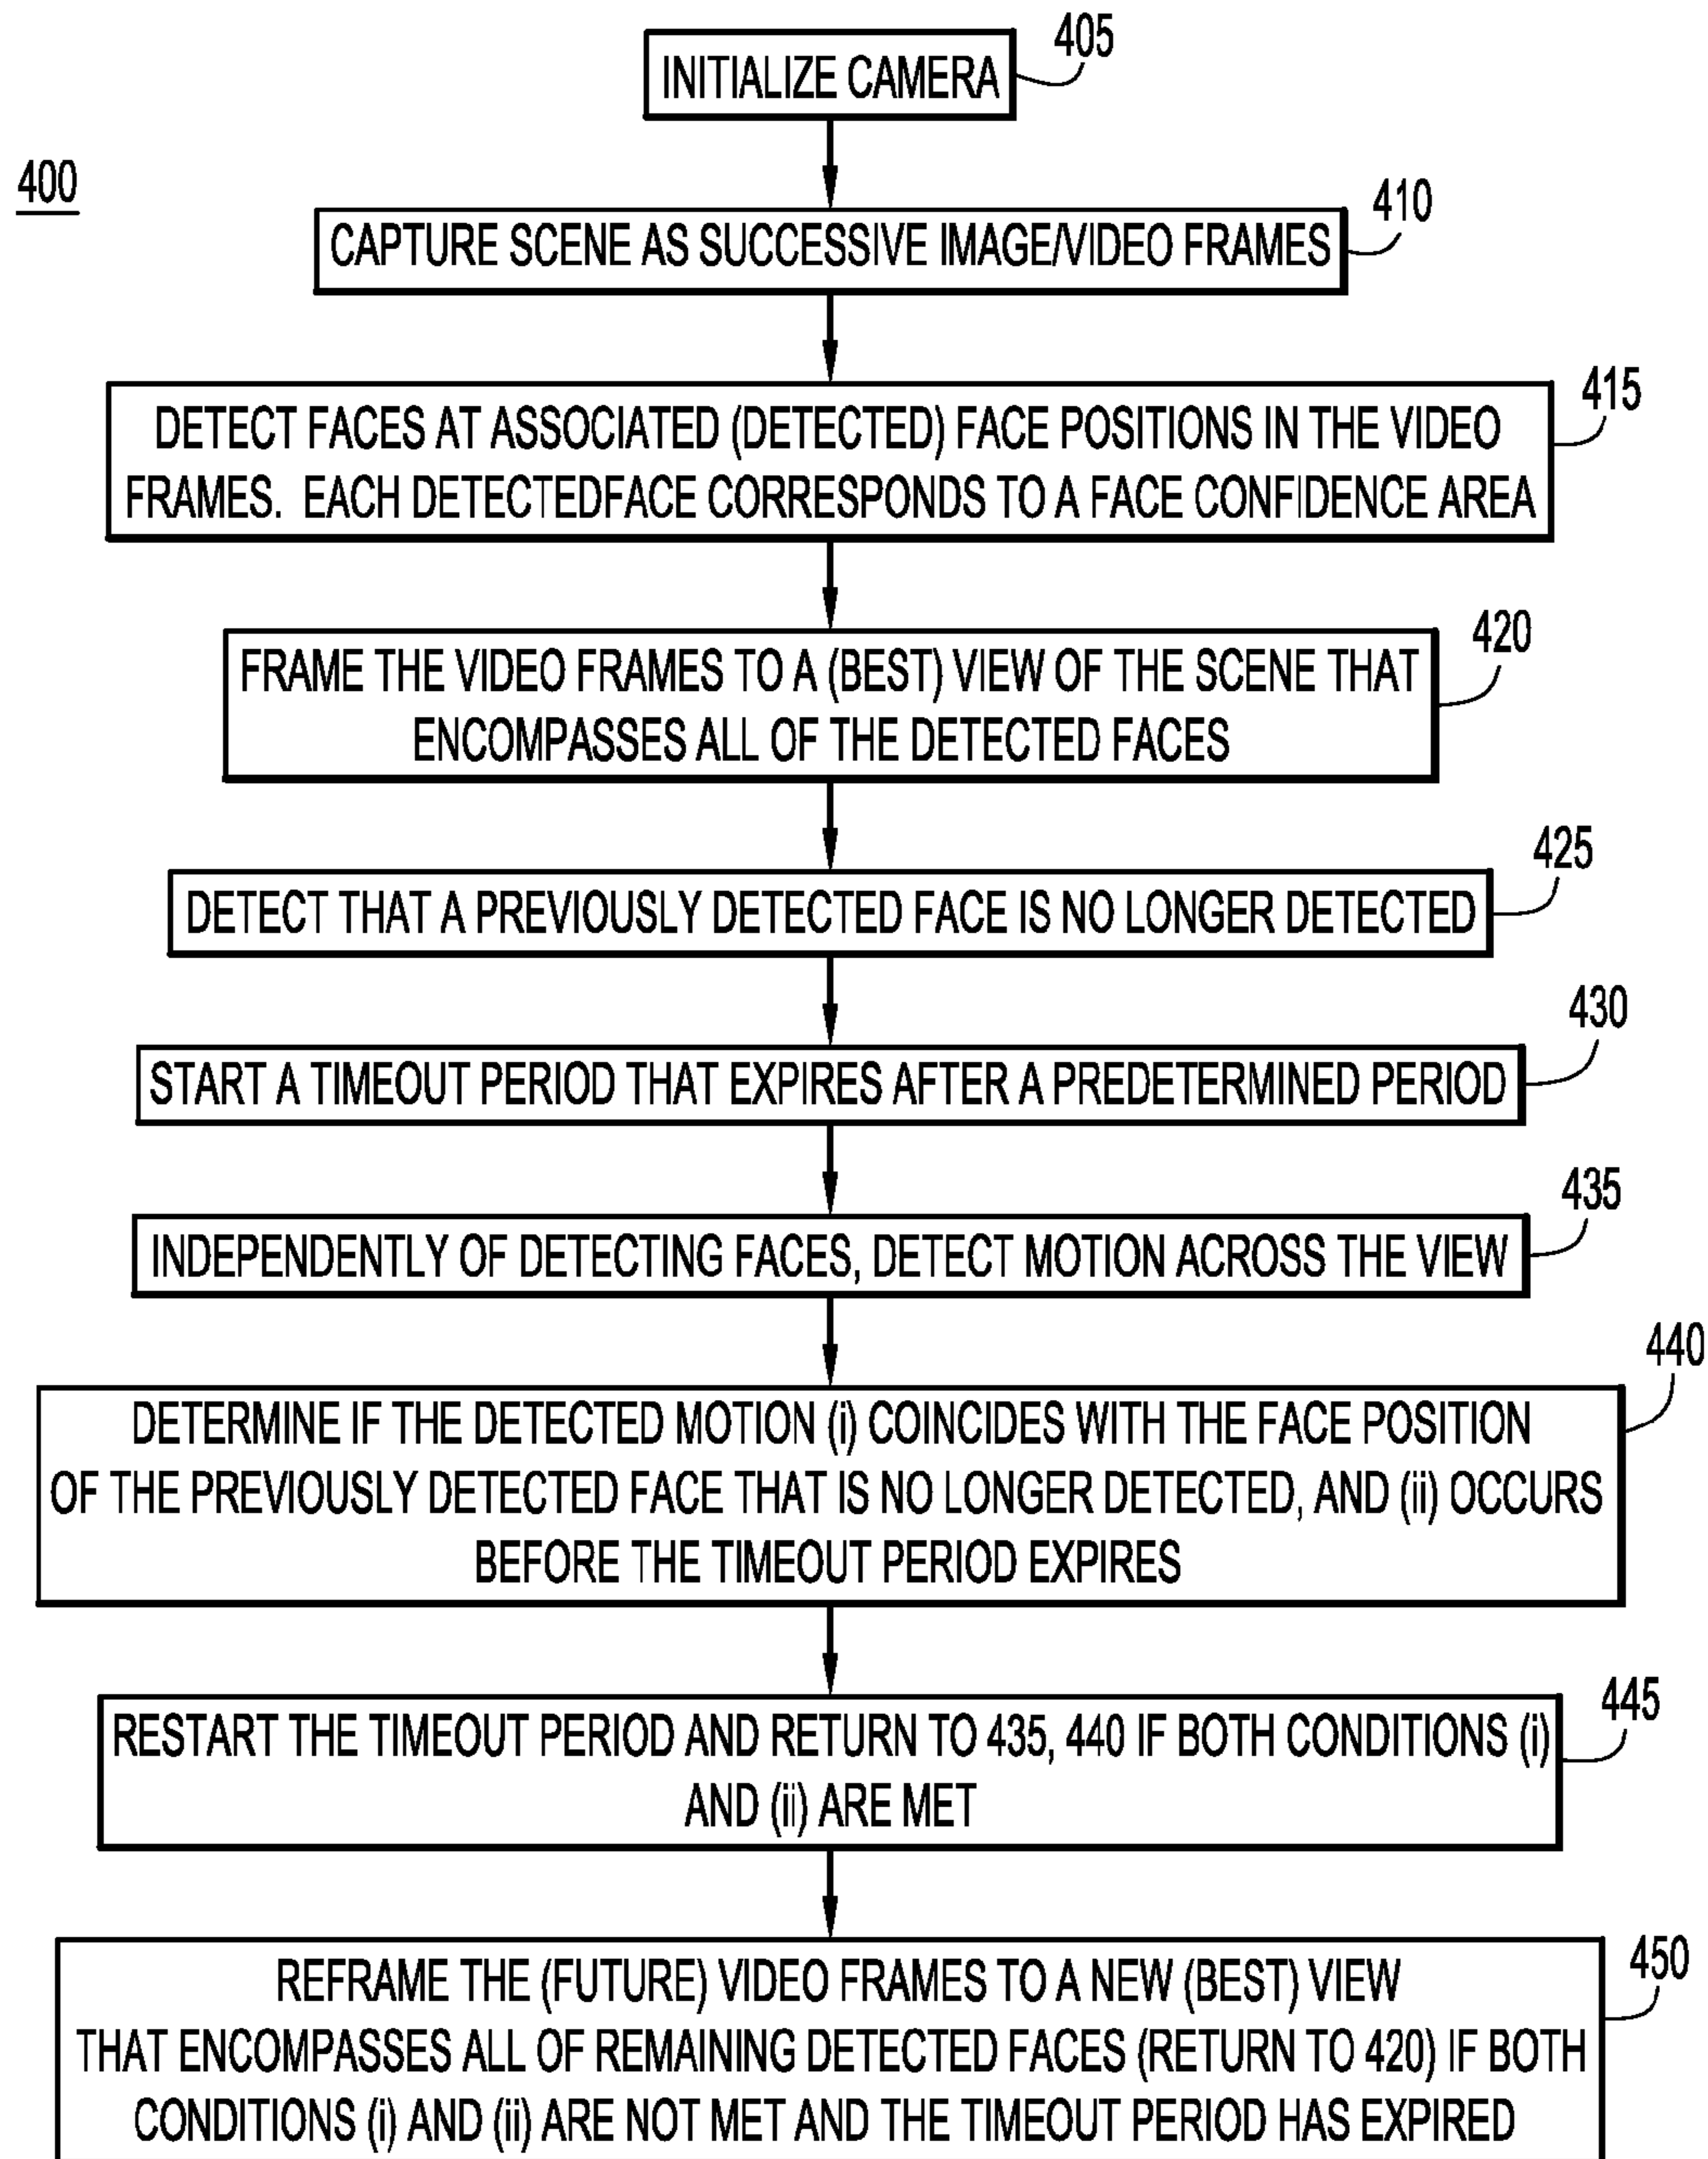 405
INITIALIZE CAMERA
400
410
CAPTURE SCENE AS SUCCESSIVE IMAGE/VIDEO FRAMES
415
DETECT FACES AT ASSOCIATED (DETECTED) FACE POSITIONS IN THE VIDEO
FRAMES. EACH DETECTEDFACE CORRESPONDS TO A FACE CONFIDENCE AREA
420
FRAME THE VIDEO FRAMES TO A (BEST) VIEW OF THE SCENE THAT
ENCOMPASSES ALL OF THE DETECTED FACES
425
DETECT THAT A PREVIOUSLY DETECTED FACE IS NO LONGER DETECTED
430
START A TIMEOUT PERIOD THAT EXPIRES AFTER A PREDETERMINED PERIOD
435
INDEPENDENTLY OF DETECTING FACES, DETECT MOTION ACROSS THE VIEW
440
DETERMINE IF THE DETECTED MOTION (i) COINCIDES WITH THE FACE POSITION
OF THE PREVIOUSLY DETECTED FACE THAT IS NO LONGER DETECTED, AND (ii) OCCURS
BEFORE THE TIMEOUT PERIOD EXPIRES
445
RESTART THE TIMEOUT PERIOD AND RETURN TO 435, 440 IF BOTH CONDITIONS (i)
AND (ii) ARE MET
450
REFRAME THE (FUTURE) VIDEO FRAMES TO A NEW (BEST) VIEW
THAT ENCOMPASSES ALL OF REMAINING DETECTED FACES (RETURN TO 420) IF BOTH
CONDITIONS (i) AND (ii) ARE NOT MET AND THE TIMEOUT PERIOD HAS EXPIRED